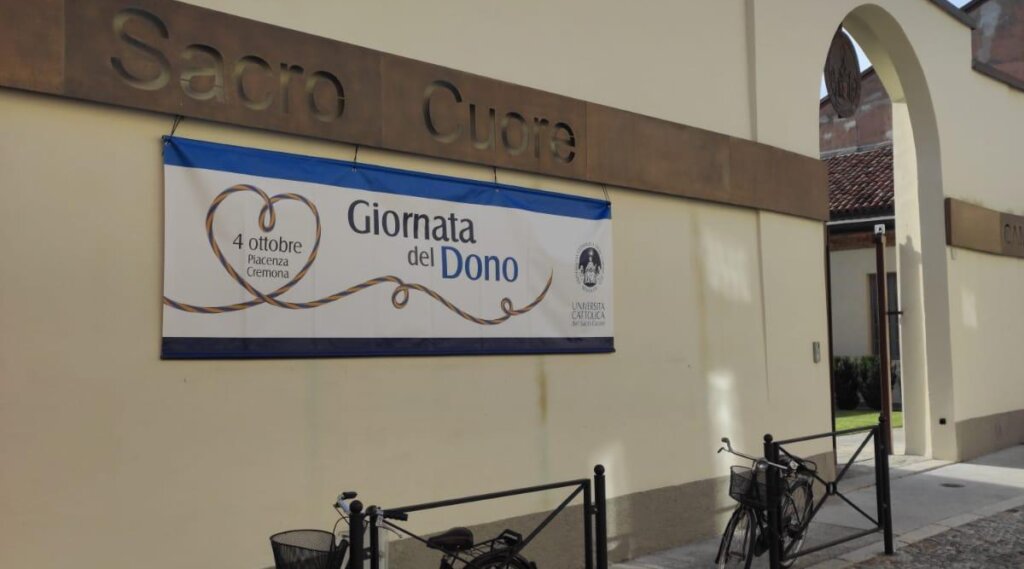 Sacro Cuore
4 ottobre
Piacenza
Cremona
Giornata
del Dono
UNIVERSITÀ
CATTOLICA
del Sacro Cuore